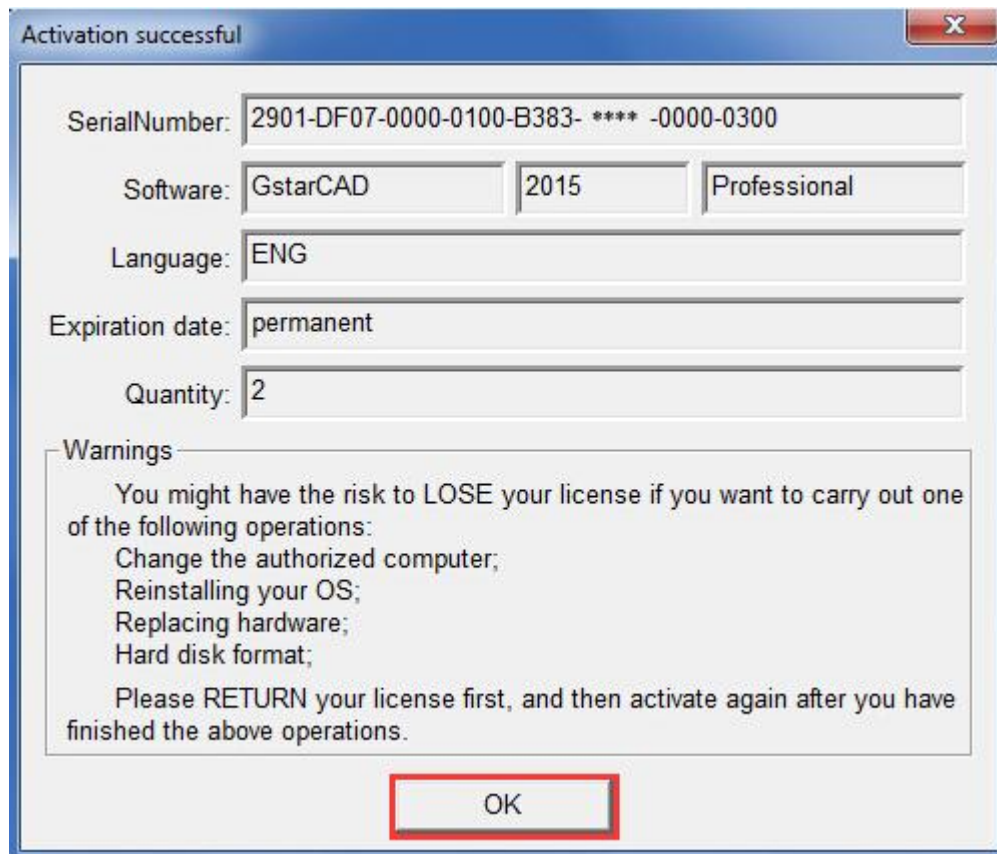 Activation successful
SerialNumber: 2901-DF07-0000-0100-B383- **** -0000-0300
Software: GstarCAD 2015 Professional
Language: ENG
Expiration date: permanent
Quantity: 2
Warnings
You might have the risk to LOSE your license if you want to carry out one
of the following operations:
Change the authorized computer;
Reinstalling your OS;
Replacing hardware;
Hard disk format;
Please RETURN your license first, and then activate again after you have
finished the above operations.
OK